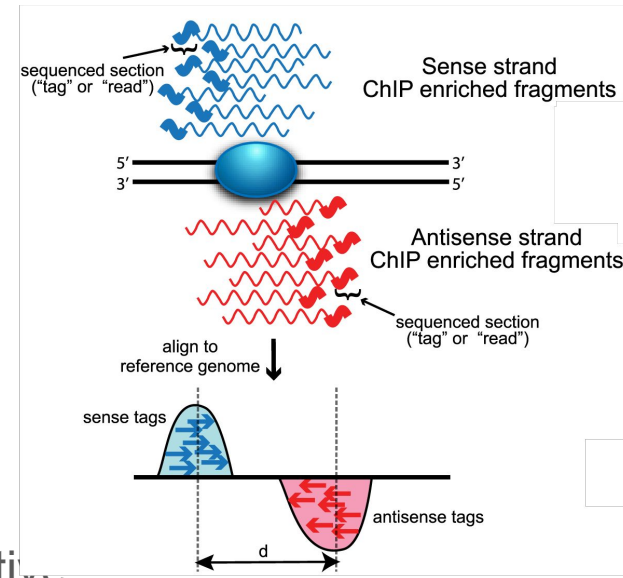 Sense strand
ChIP enriched fragments
sequenced section
("tag" or "read")
5' 3'
3' 5'
Antisense strand
ChIP enriched fragments
sequenced section
("tag" or "read")
align to
reference genome
sense tags
antisense tags
d